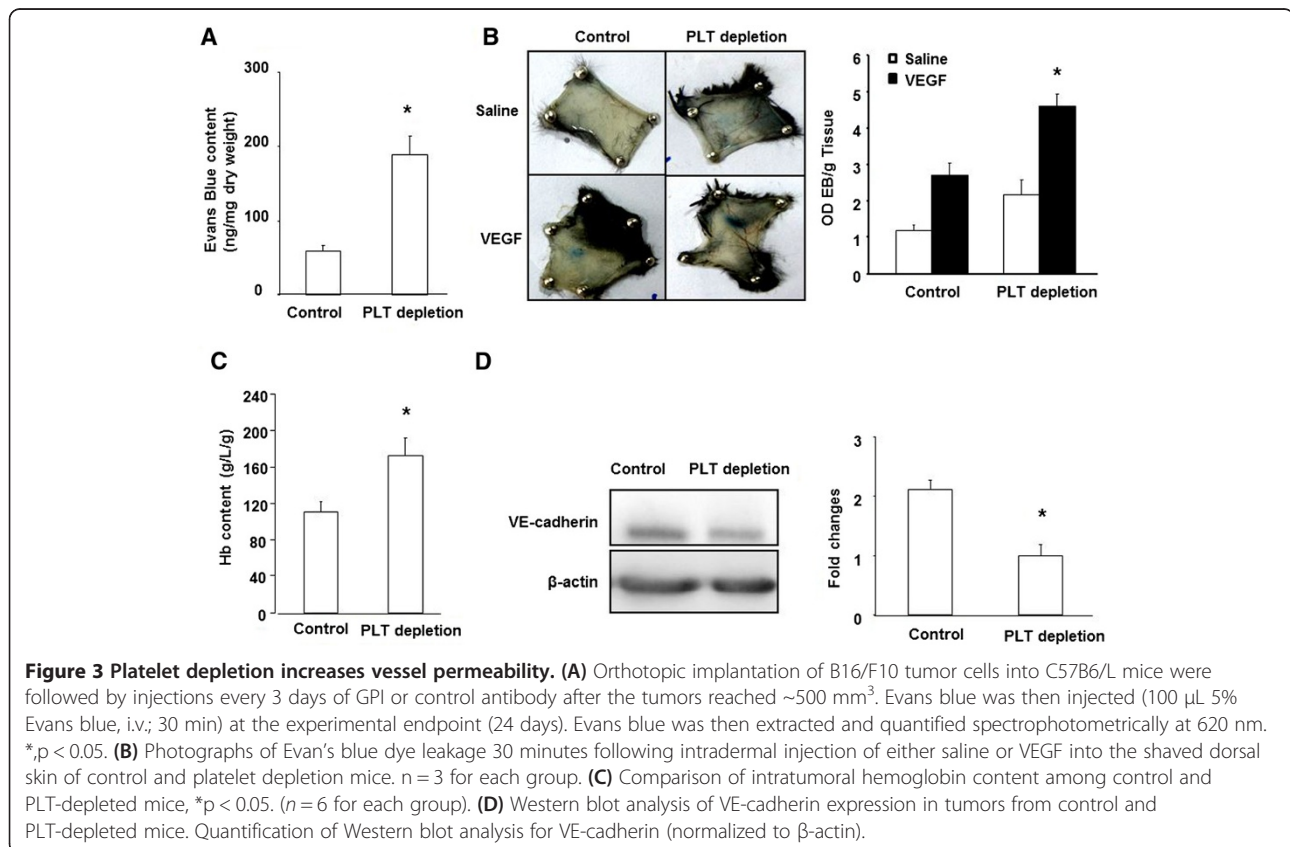 A
Evans Blue content
(ng/mg dry weight)
300
200
100
0
*
Control
PLT depletion
B
Control
PLT depletion
Saline
VEGF
OD EB/g Tissue
6
5
4
3
2
1
0
Saline
VEGF
*
Control
PLT depletion
C
Hb content (g/L/g)
240
200
160
120
80
40
0
*
Control
PLT depletion
D
Control
PLT depletion
VE-cadherin
β-actin
Fold changes
3
2
1
0
*
Control
PLT depletion
Figure 3 Platelet depletion increases vessel permeability. (A) Orthotopic implantation of B16/F10 tumor cells into C57B6/L mice were
followed by injections every 3 days of GPI or control antibody after the tumors reached ~500 mm³. Evans blue was then injected (100 μL 5%
Evans blue, i.v.; 30 min) at the experimental endpoint (24 days). Evans blue was then extracted and quantified spectrophotometrically at 620 nm.
*,p < 0.05. (B) Photographs of Evan's blue dye leakage 30 minutes following intradermal injection of either saline or VEGF into the shaved dorsal
skin of control and platelet depletion mice. n = 3 for each group. (C) Comparison of intratumoral hemoglobin content among control and
PLT-depleted mice, *p < 0.05. (n = 6 for each group). (D) Western blot analysis of VE-cadherin expression in tumors from control and
PLT-depleted mice. Quantification of Western blot analysis for VE-cadherin (normalized to β-actin).